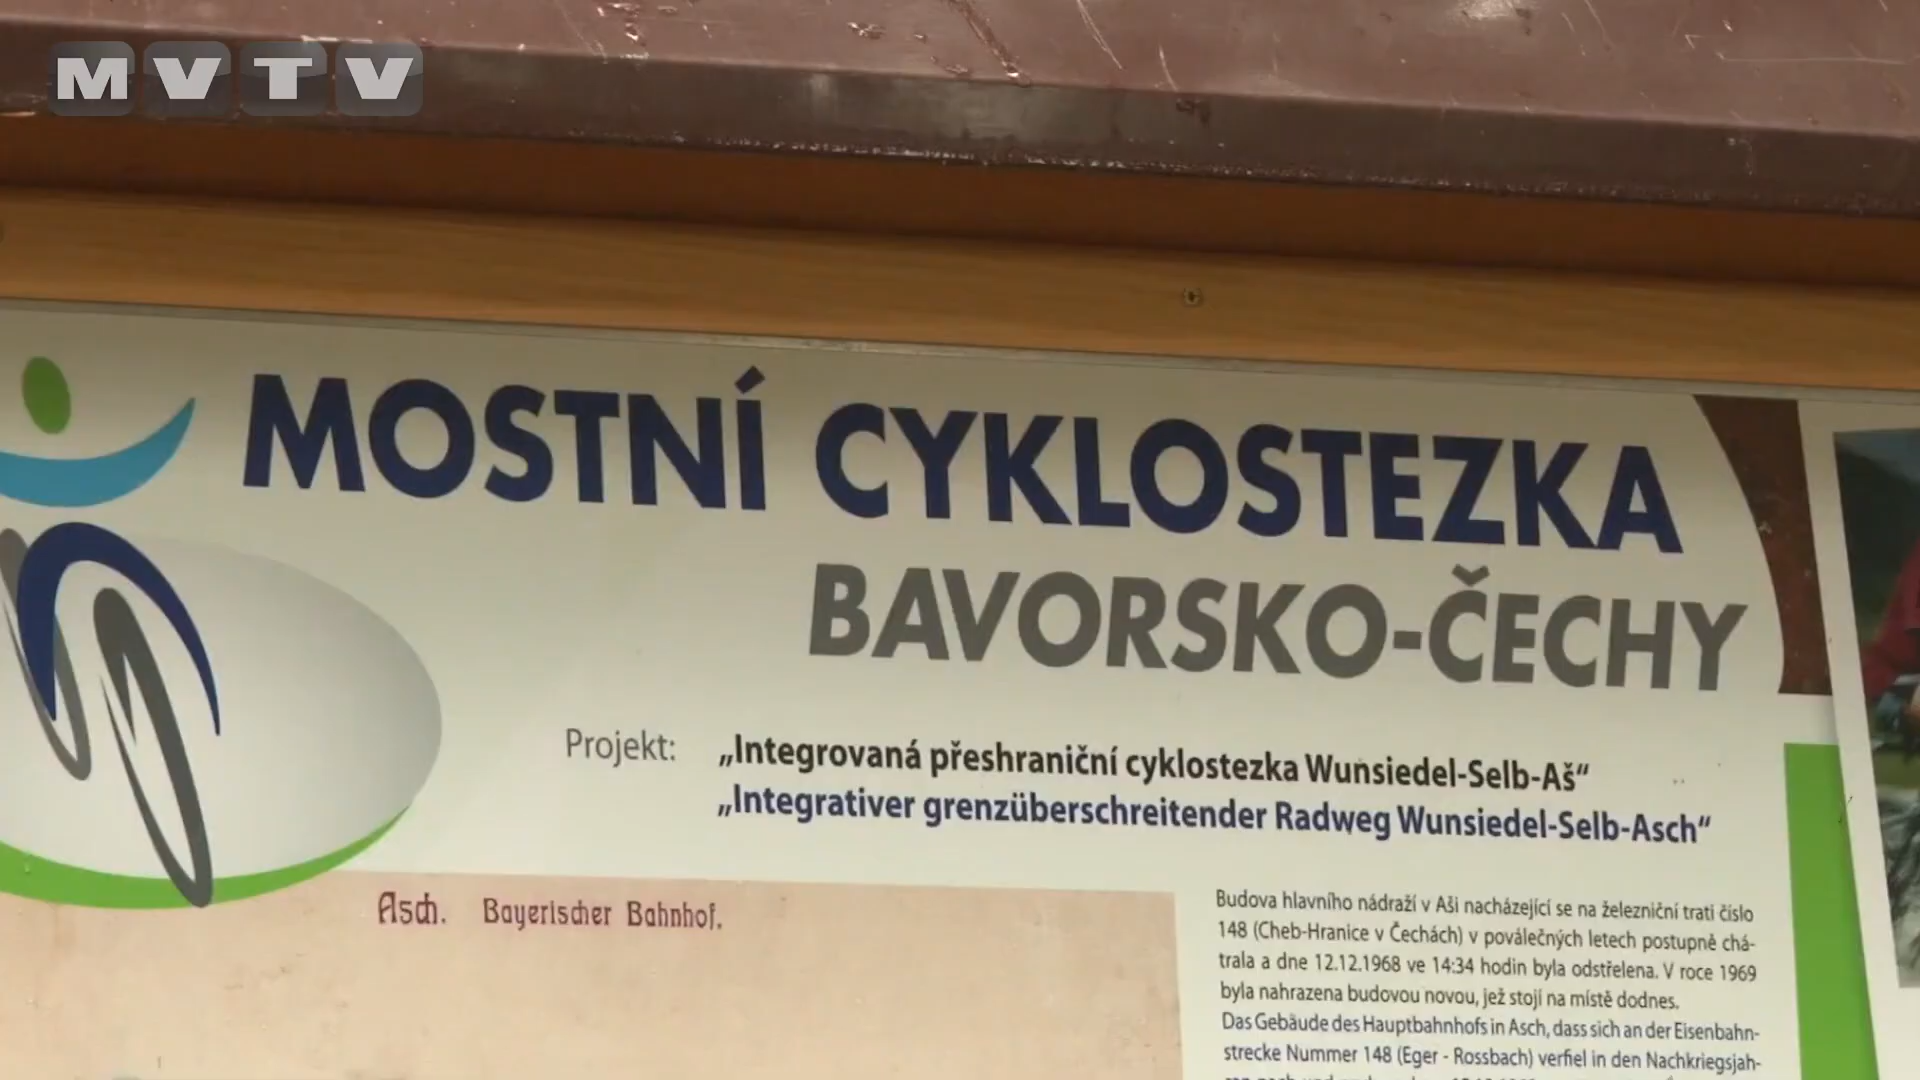 MVTV
MOSTNÍ CYKLOSTEZKA
BAVORSKO-ČECHY
Projekt: „Integrovaná přeshraniční cyklostezka Wunsiedel-Selb-Aš“
„Integrativer grenzüberschreitender Radweg Wunsiedel-Selb-Asch“
Asch. Bayerischer Bahnhof.
Budova hlavního nádraží v Aši nacházející se na železniční trati číslo
148 (Cheb-Hranice v Čechách) v poválečných letech postupně chá-
trala a dne 12.12.1968 ve 14:34 hodin byla odstřelena. V roce 1969
byla nahrazena budovou novou, jež stojí na místě dodnes.
Das Gebäude des Hauptbahnhofs in Asch, dass sich an der Eisenbahn-
strecke Nummer 148 (Eger - Rossbach) verfiel in den Nachkriegsjah-